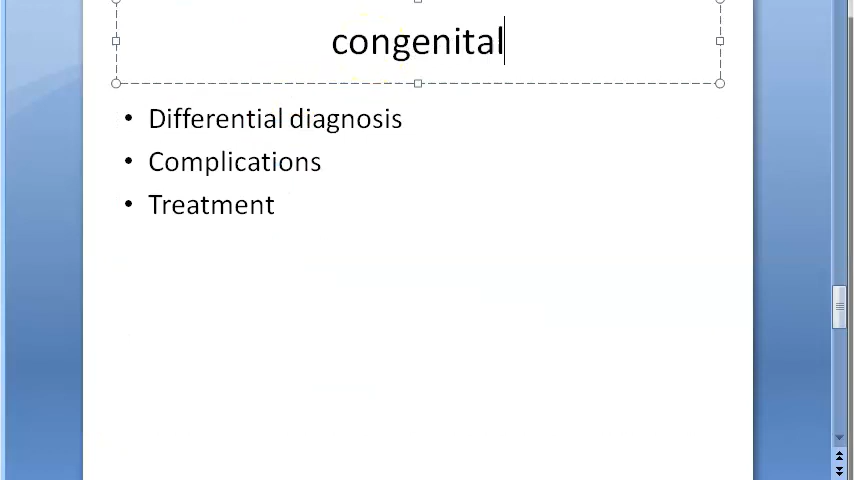 congenital
• Differential diagnosis
• Complications
• Treatment